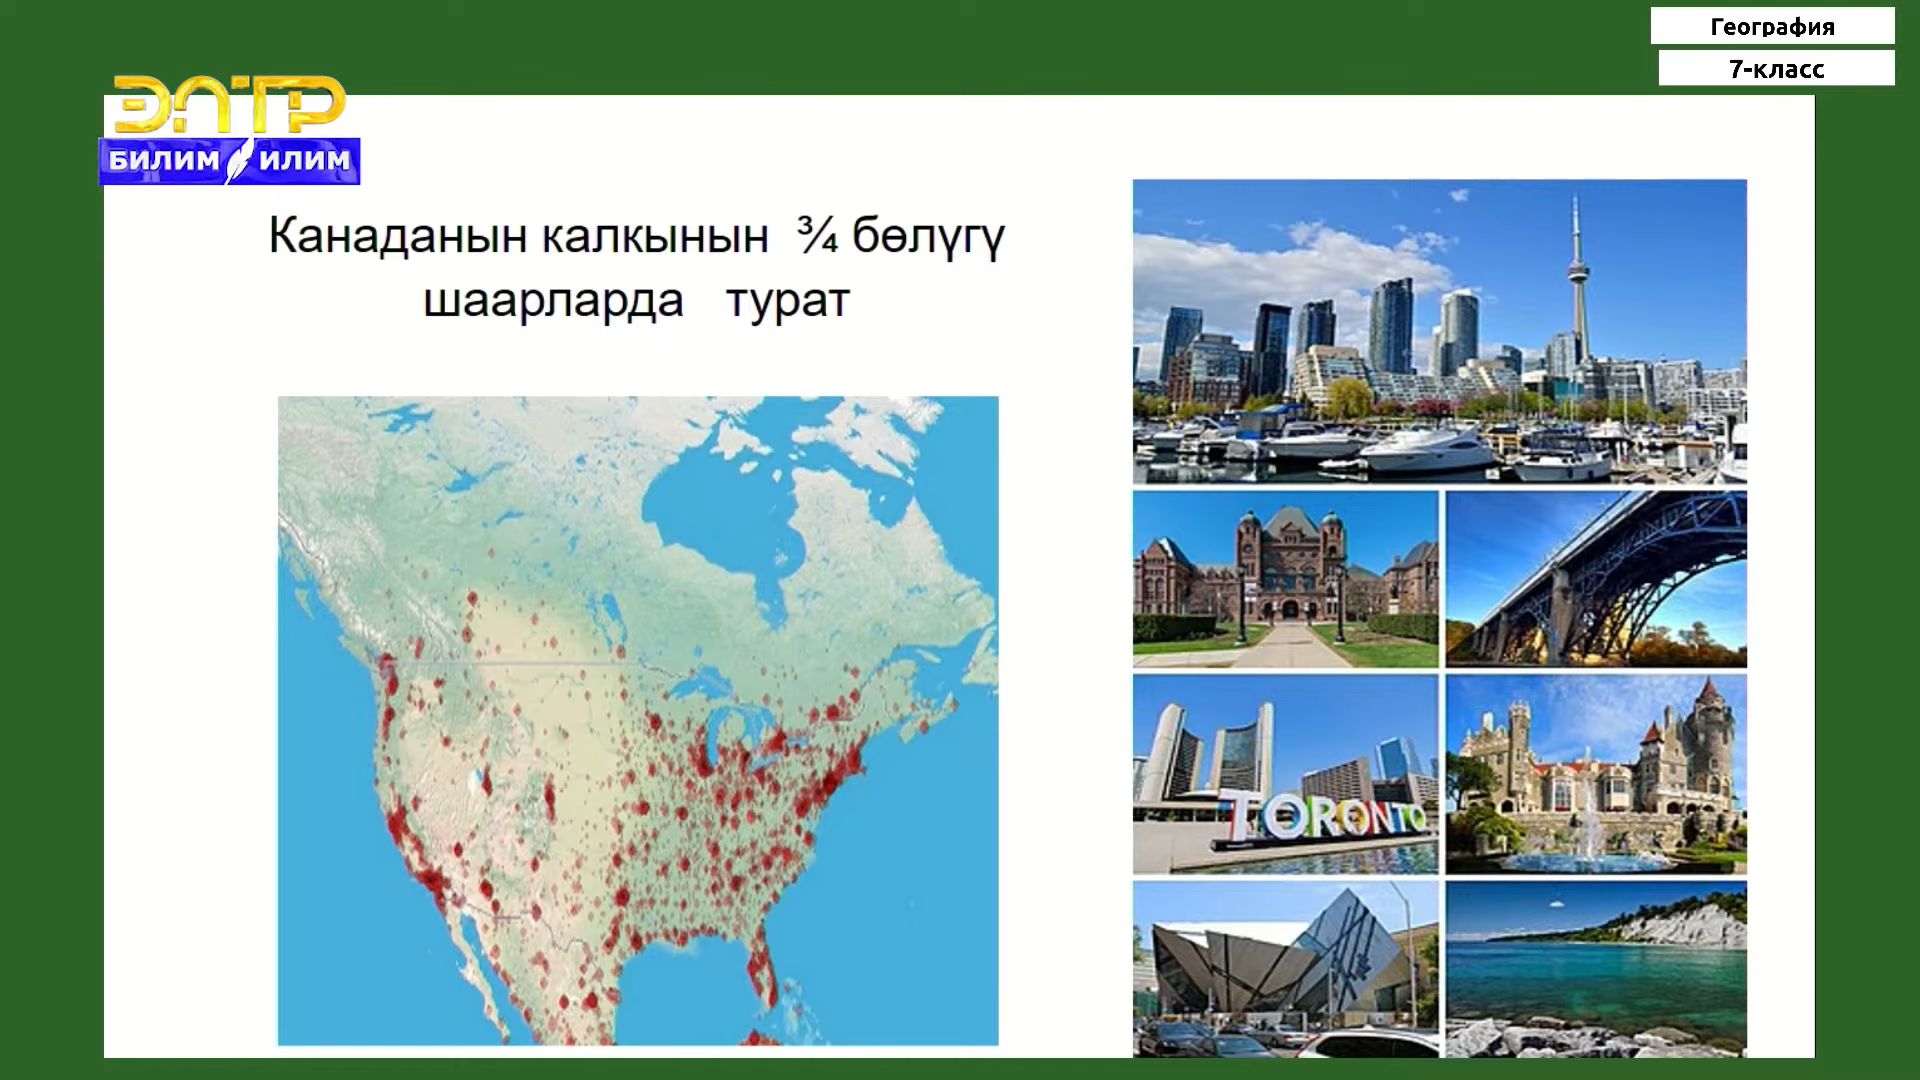 География
7-класс
ЭЛТР
БИЛИМ ИЛИМ
Канаданын калкынын ¾ бөлүгү
шаарларда турат
TORONTO